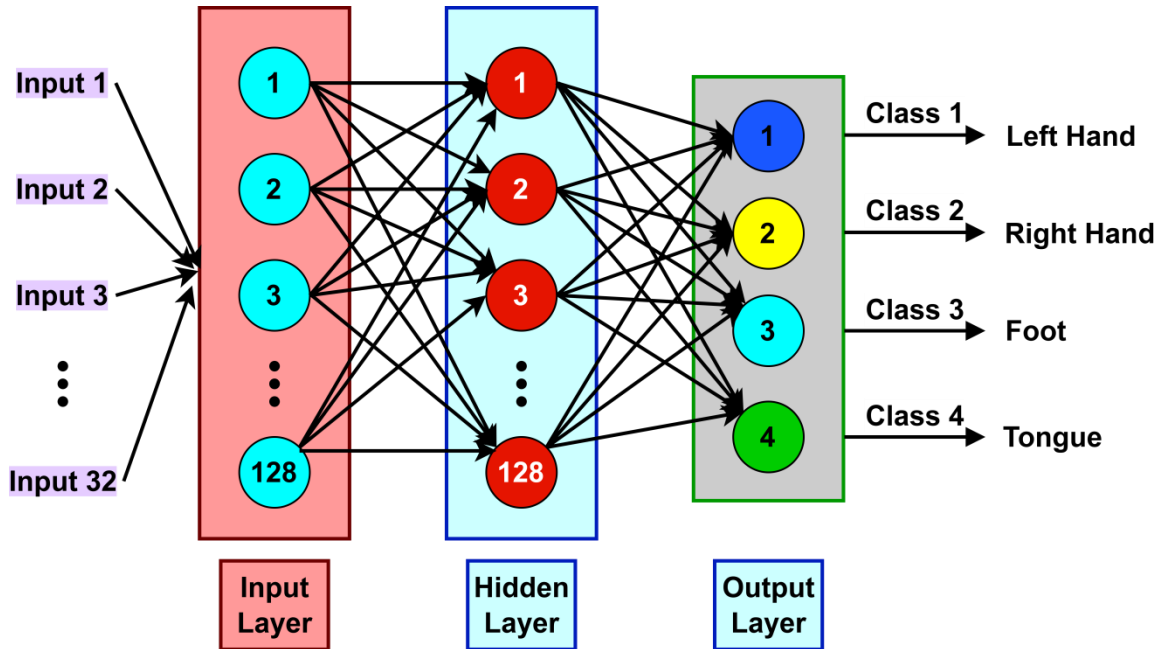 Input 1
Input 2
Input 3
Input 32
1
2
3
128
1
2
3
128
1
2
3
4
Class 1
Left Hand
Class 2
Right Hand
Class 3
Foot
Class 4
Tongue
Input
Layer
Hidden
Layer
Output
Layer